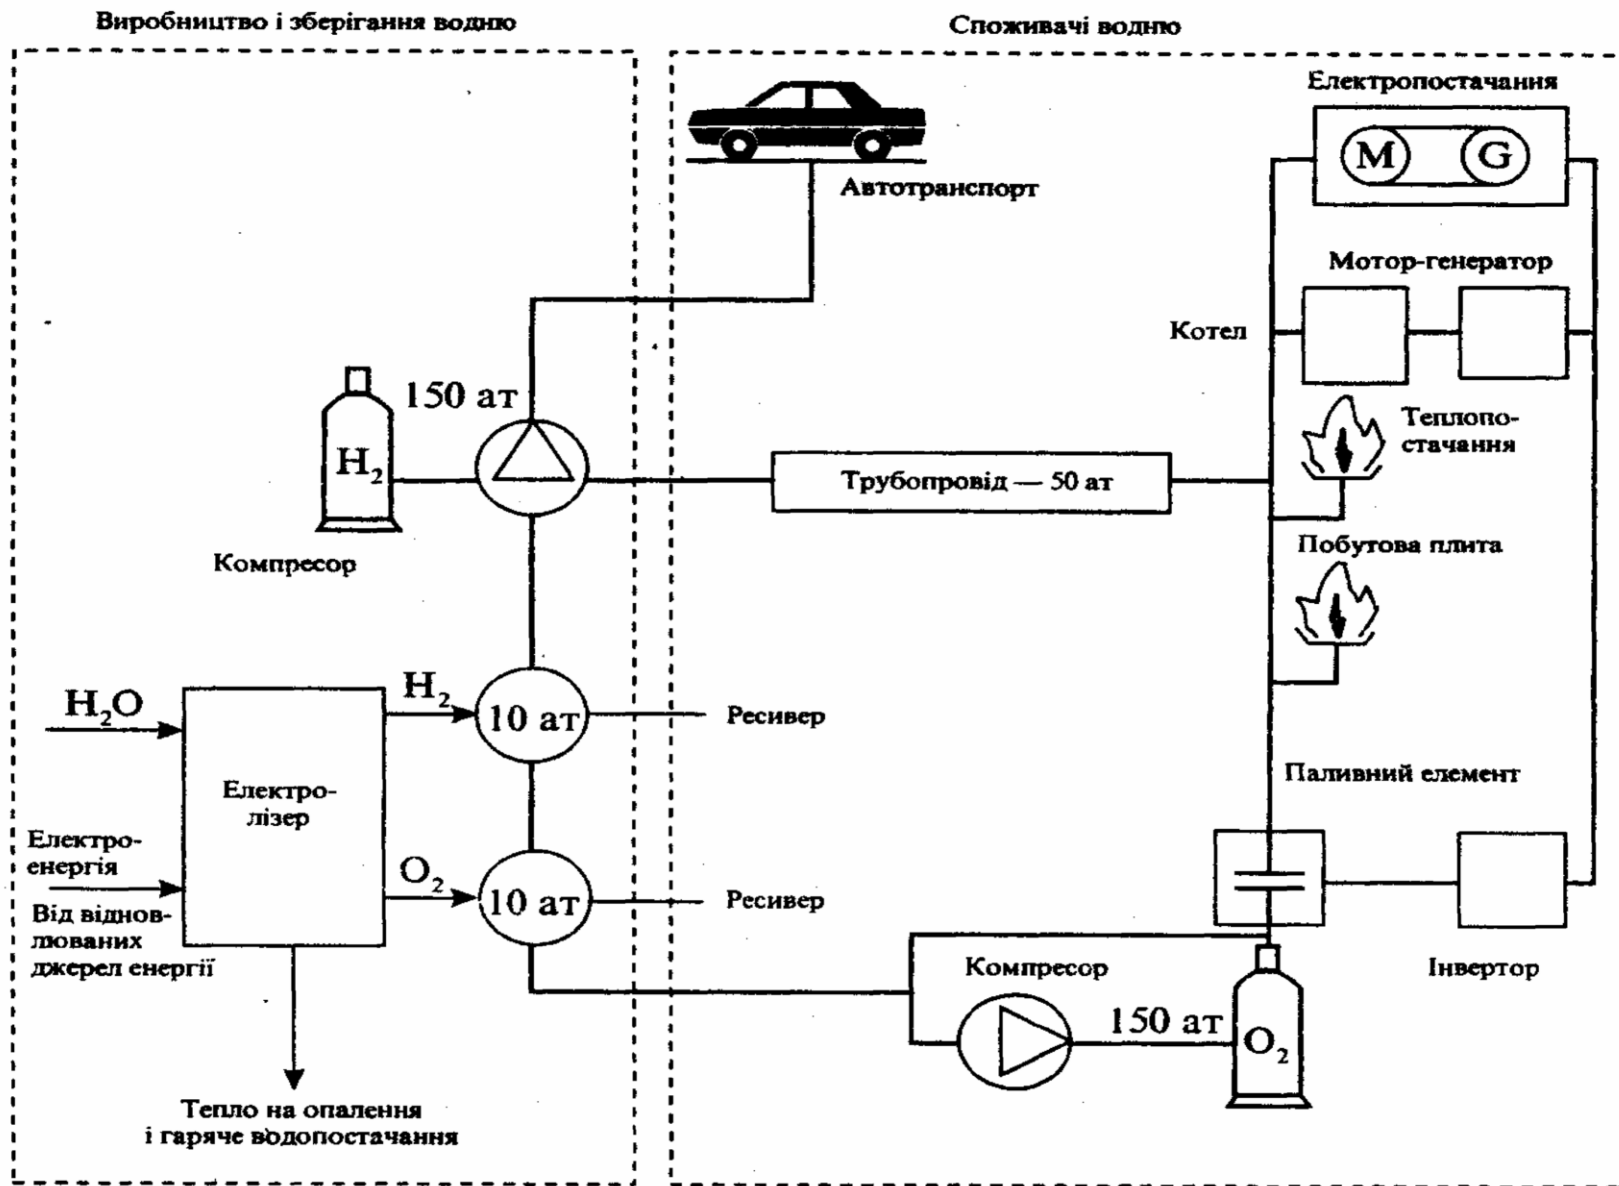 Виробництво і зберігання водню
Споживачі водню
Електропостачання
M
G
Автотранспорт
Мотор-генератор
Котел
150 ат
H₂
Теплопо-
стачання
Трубопровід — 50 ат
Компресор
Побутова плита
H₂O
H₂
10 ат
Ресивер
Електро-
лізер
Паливний елемент
Електро-
енергія
O₂
10 ат
Ресивер
Від віднов-
люваних
джерел енергії
Компресор
Інвертор
150 ат
O₂
Тепло на опалення
і гаряче водопостачання